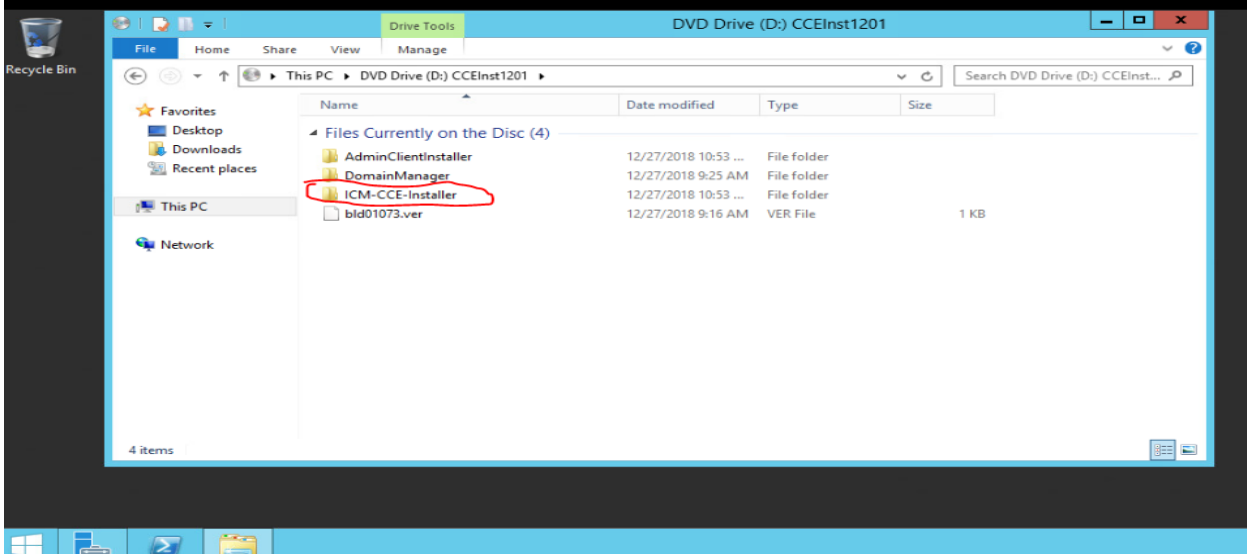 Drive Tools DVD Drive (D:) CCEInst1201
File Home Share View Manage
Recycle Bin
This PC DVD Drive (D:) CCEInst1201 Search DVD Drive (D:) CCEInst...
Name Date modified Type Size
Favorites
Desktop
Downloads
Recent places
This PC
Network
Files Currently on the Disc (4)
AdminClientInstaller 12/27/2018 10:53 ... File folder
DomainManager 12/27/2018 9:25 AM File folder
ICM-CCE-Installer 12/27/2018 10:53 ... File folder
bld01073.ver 12/27/2018 9:16 AM VER File 1 KB
4 items